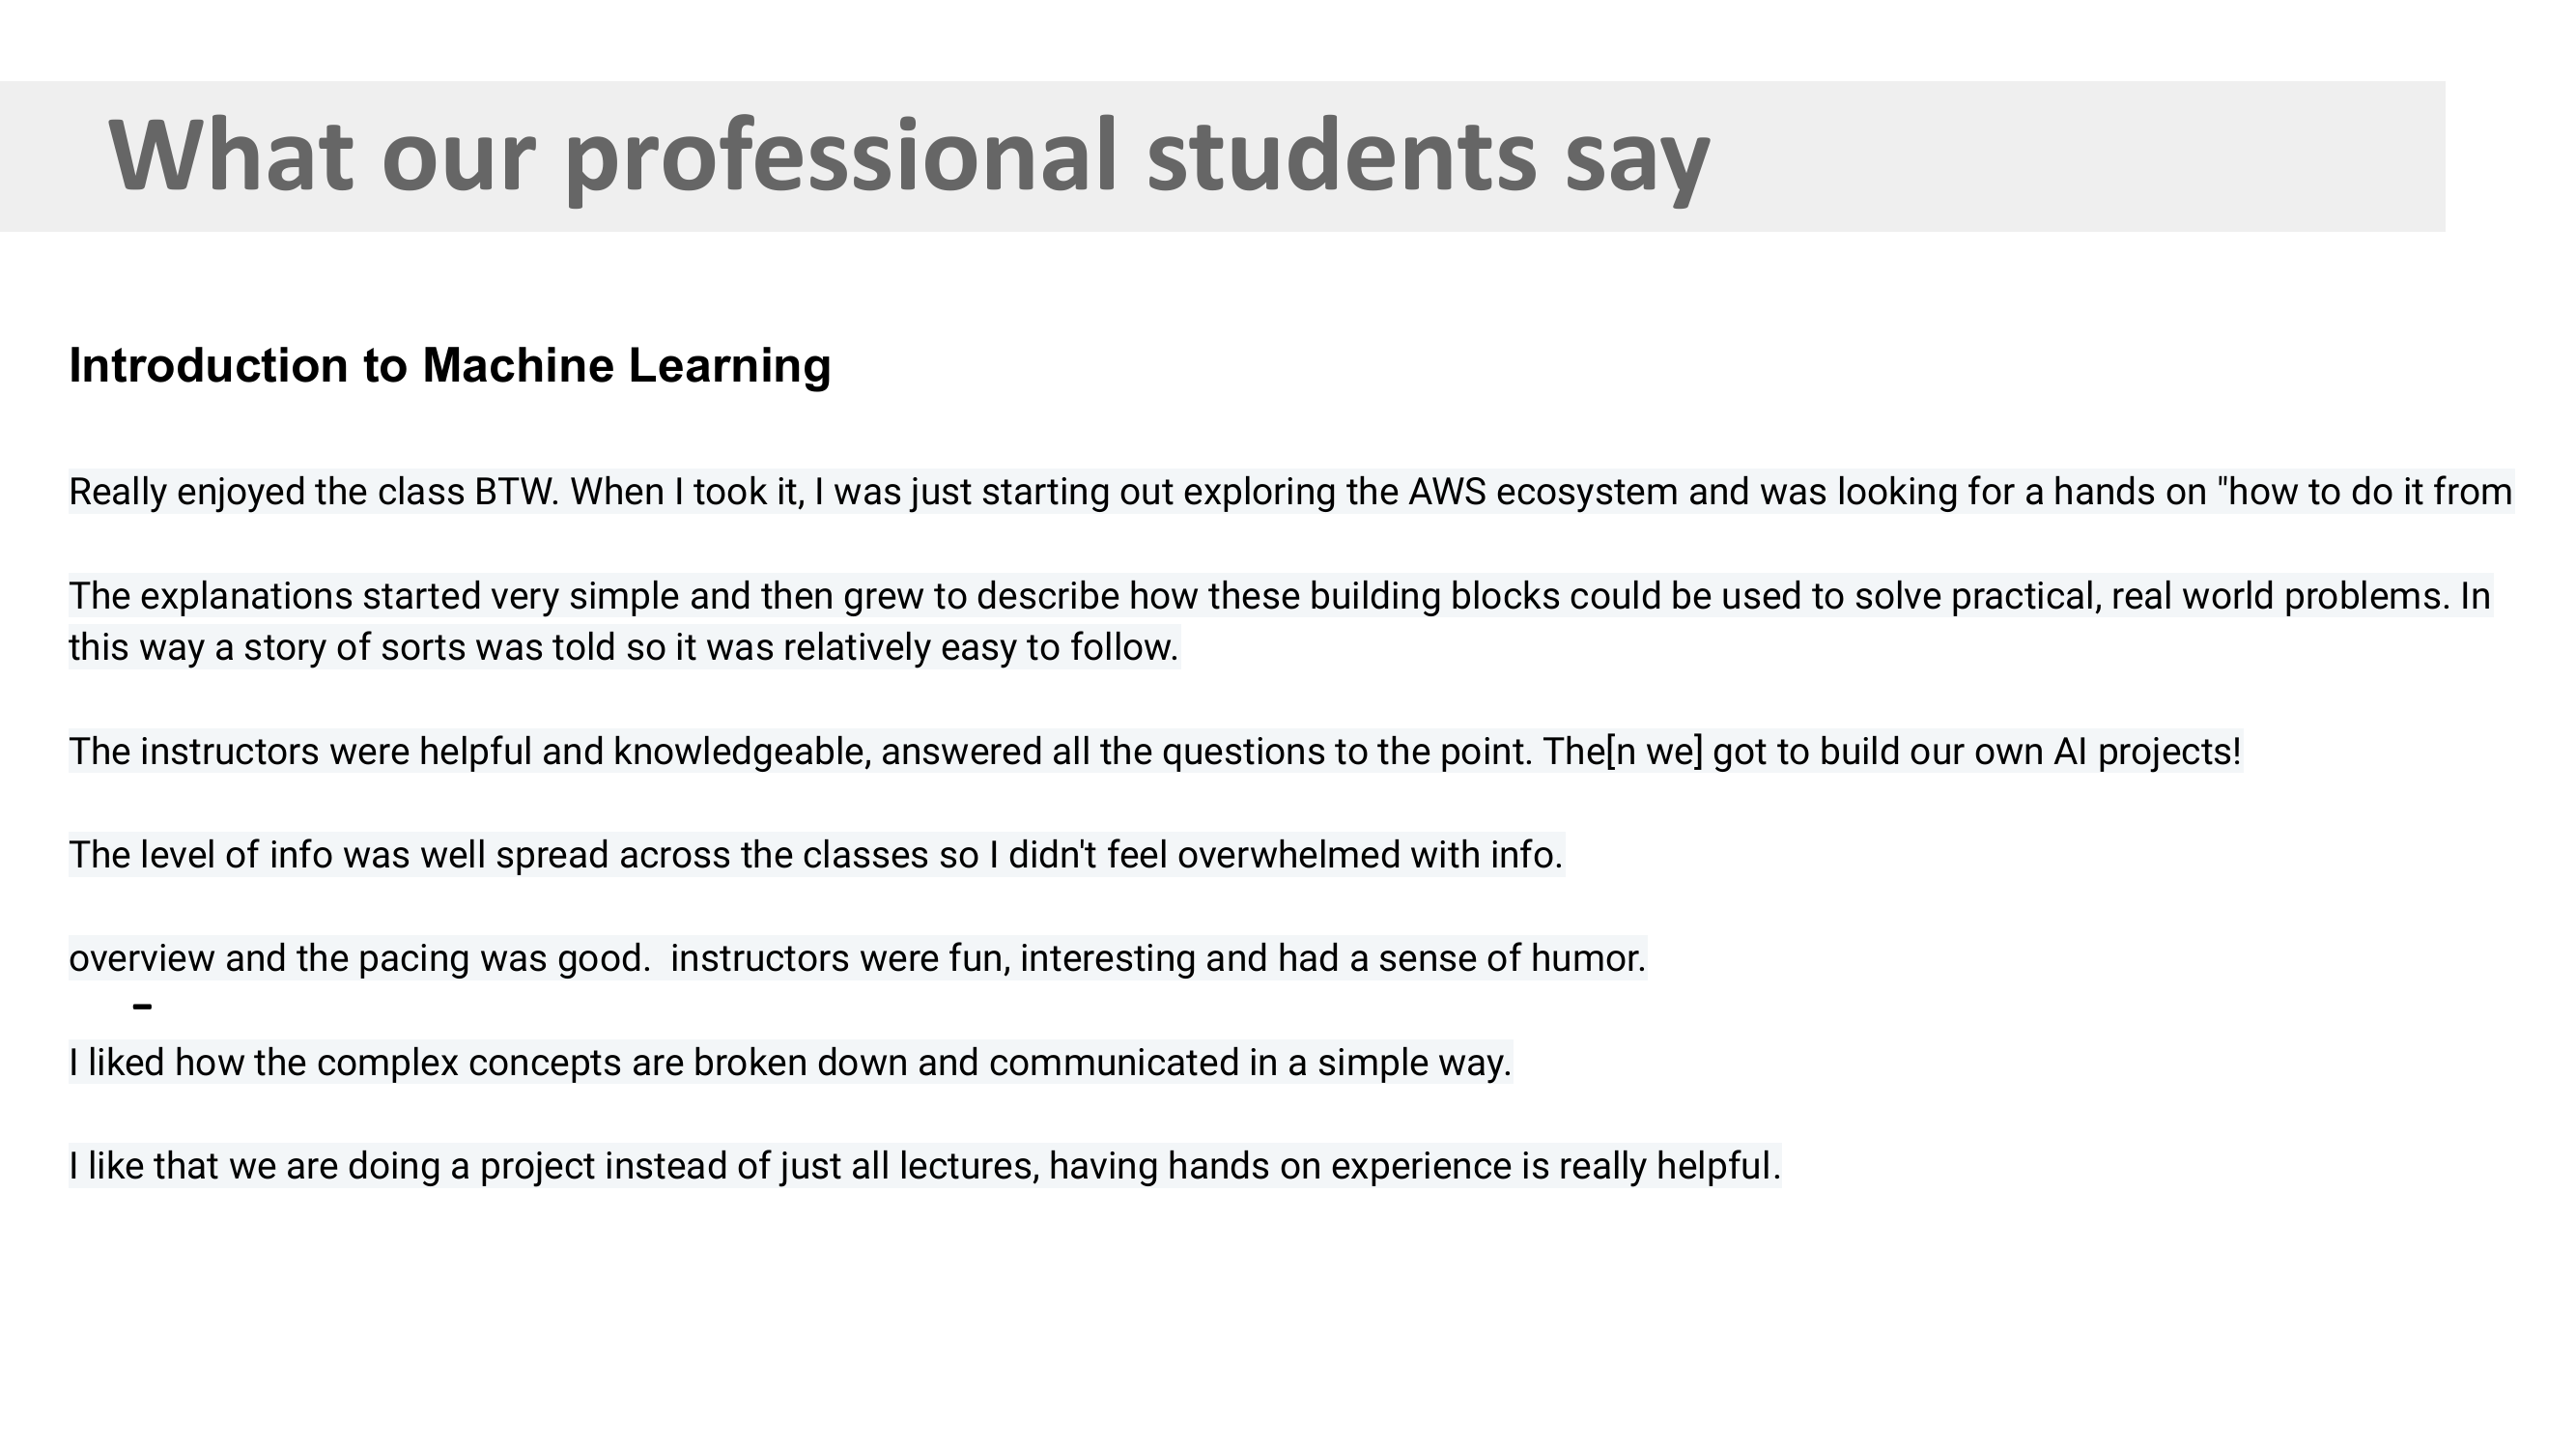 What our professional students say
Introduction to Machine Learning
Really enjoyed the class BTW. When I took it, I was just starting out exploring the AWS ecosystem and was looking for a hands on "how to do it from
The explanations started very simple and then grew to describe how these building blocks could be used to solve practical, real world problems. In
this way a story of sorts was told so it was relatively easy to follow.
The instructors were helpful and knowledgeable, answered all the questions to the point. The[n we] got to build our own AI projects!
The level of info was well spread across the classes so I didn't feel overwhelmed with info.
overview and the pacing was good.  instructors were fun, interesting and had a sense of humor.
-
I liked how the complex concepts are broken down and communicated in a simple way.
I like that we are doing a project instead of just all lectures, having hands on experience is really helpful.